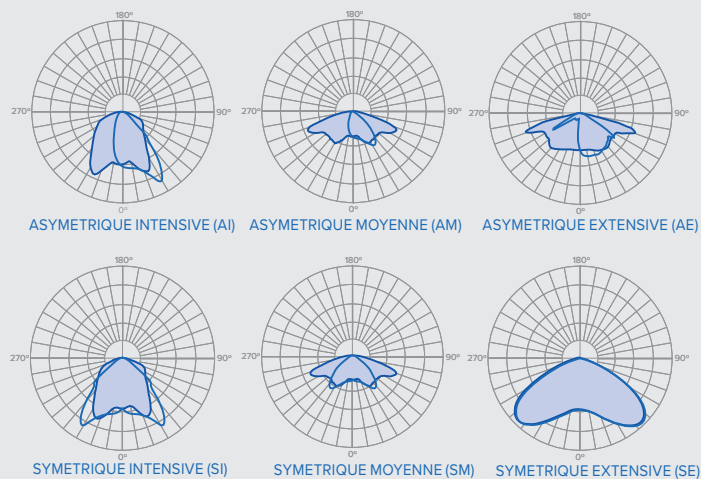 180° 180° 180°
270° 90° 270° 90° 270° 90°
0° 0° 0°
ASYMETRIQUE INTENSIVE (AI) ASYMETRIQUE MOYENNE (AM) ASYMETRIQUE EXTENSIVE (AE)
180° 180° 180°
270° 90° 270° 90° 270° 90°
0° 0° 0°
SYMETRIQUE INTENSIVE (SI) SYMETRIQUE MOYENNE (SM) SYMETRIQUE EXTENSIVE (SE)